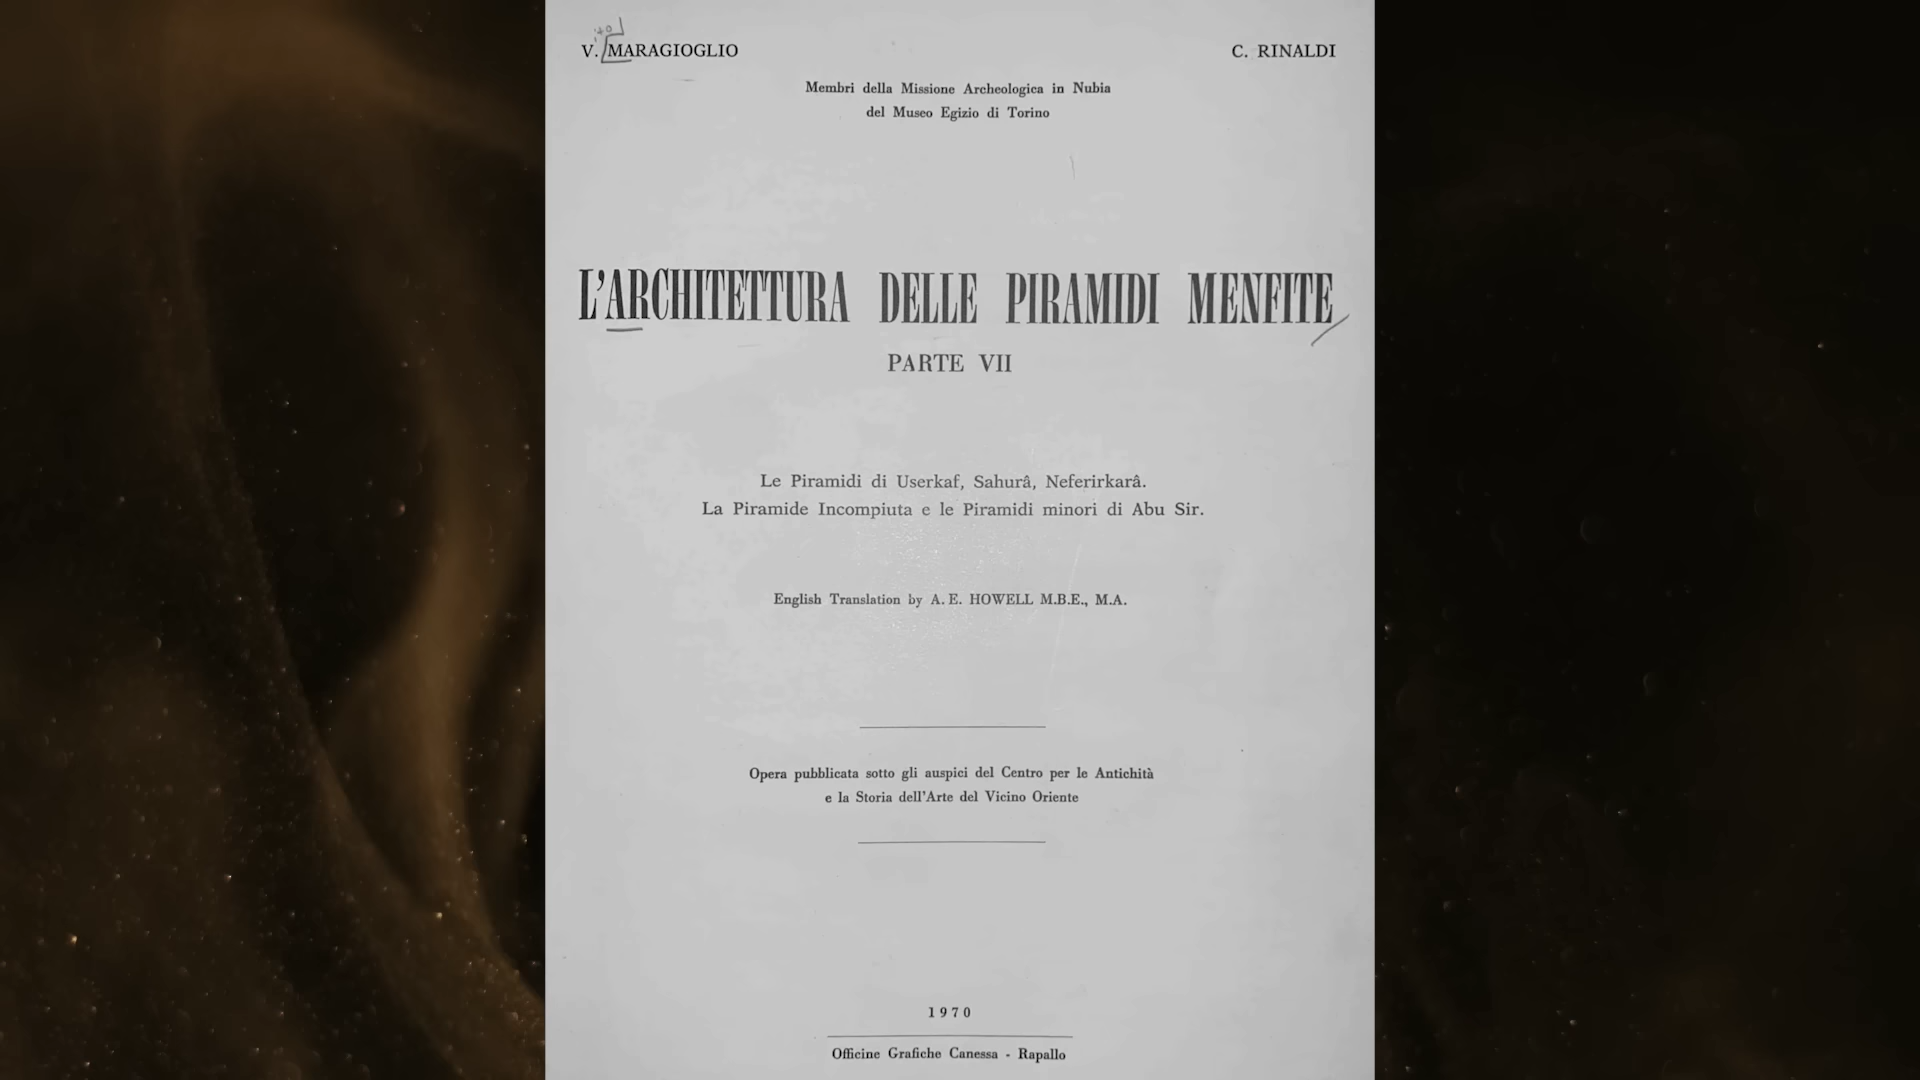 V. MARAGIOGLIO
C. RINALDI
Membri della Missione Archeologica in Nubia
del Museo Egizio di Torino
L'ARCHITETTURA DELLE PIRAMIDI MENFITE
PARTE VII
Le Piramidi di Userkaf, Sahurâ, Neferirkarâ.
La Piramide Incompiuta e le Piramidi minori di Abu Sir.
English Translation by A. E. HOWELL M.B.E., M.A.
Opera pubblicata sotto gli auspici del Centro per le Antichità
e la Storia dell'Arte del Vicino Oriente
1970
Officine Grafiche Canessa - Rapallo